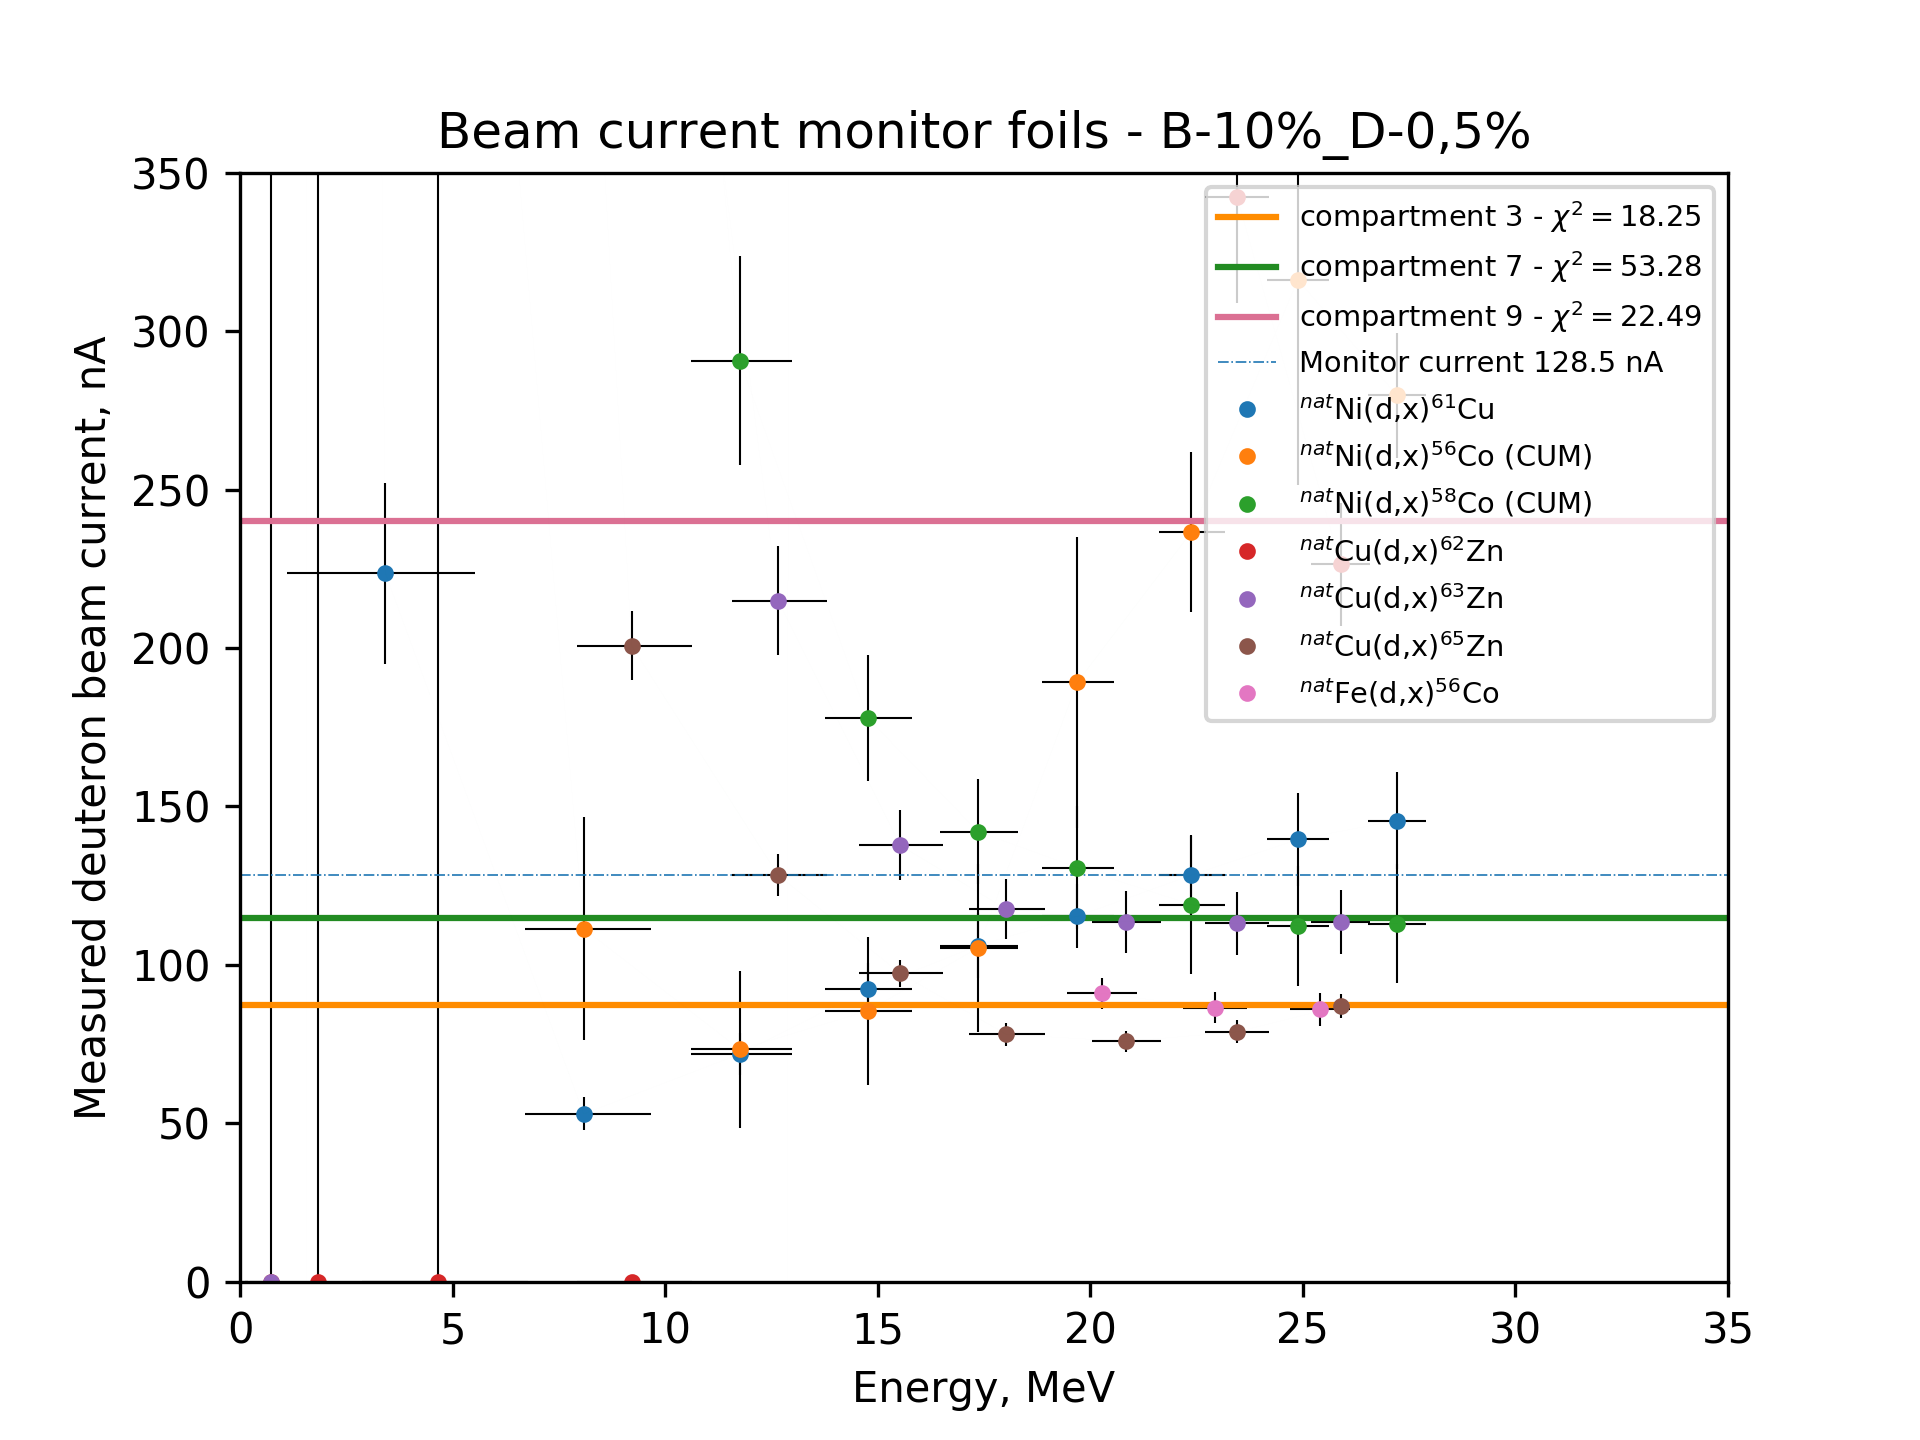 Beam current monitor foils - B-10%_D-0,5%
Measured deuteron beam current, nA
350
300
250
200
150
100
50
0
compartment 3 - χ² = 18.25
compartment 7 - χ² = 53.28
compartment 9 - χ² = 22.49
Monitor current 128.5 nA
ⁿᵃᵗNi(d,x)⁶¹Cu
ⁿᵃᵗNi(d,x)⁵⁶Co (CUM)
ⁿᵃᵗNi(d,x)⁵⁸Co (CUM)
ⁿᵃᵗCu(d,x)⁶²Zn
ⁿᵃᵗCu(d,x)⁶³Zn
ⁿᵃᵗCu(d,x)⁶⁵Zn
ⁿᵃᵗFe(d,x)⁵⁶Co
0 5 10 15 20 25 30 35
Energy, MeV